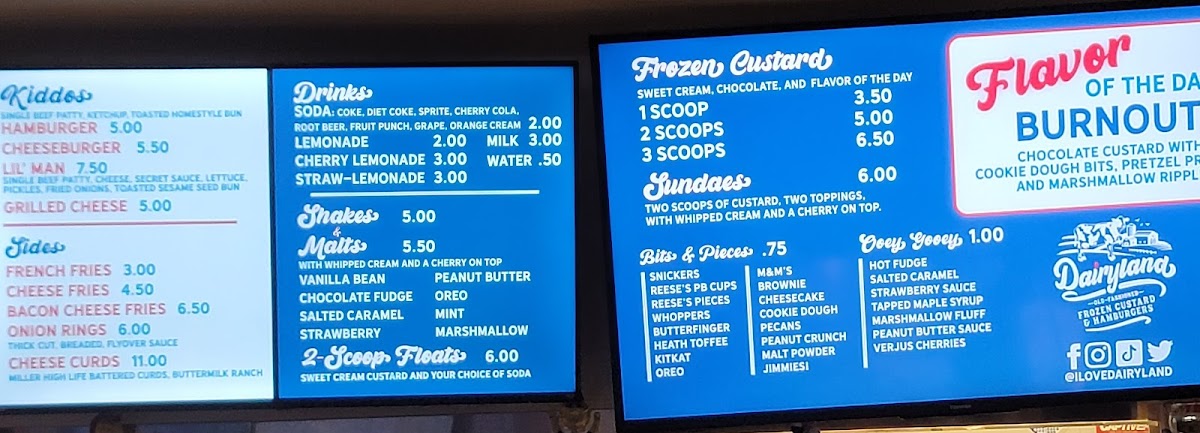 Kiddos
SINGLE BEEF PATTY, KETCHUP, TOASTED HOMESTYLE BUN
HAMBURGER 5.00
CHEESEBURGER 5.50
LIL' MAN 7.50
SINGLE BEEF PATTY, CHEESE, SECRET SAUCE, LETTUCE,
PICKLES, FRIED ONIONS, TOASTED SESAME SEED BUN
GRILLED CHEESE 5.00
Sides
FRENCH FRIES 3.00
CHEESE FRIES 4.50
BACON CHEESE FRIES 6.50
ONION RINGS 6.00
THICK CUT, BREADED, FLYOVER SAUCE
CHEESE CURDS 11.00
MILLER HIGH LIFE BATTERED CURDS, BUTTERMILK RANCH
Drinks
SODA: COKE, DIET COKE, SPRITE, CHERRY COLA,
ROOT BEER, FRUIT PUNCH, GRAPE, ORANGE CREAM 2.00
LEMONADE 2.00 MILK 3.00
CHERRY LEMONADE 3.00 WATER .50
STRAW-LEMONADE 3.00
Shakes 5.00
&
Malts 5.50
WITH WHIPPED CREAM AND A CHERRY ON TOP
VANILLA BEAN PEANUT BUTTER
CHOCOLATE FUDGE OREO
SALTED CARAMEL MINT
STRAWBERRY MARSHMALLOW
2-Scoop Floats 6.00
SWEET CREAM CUSTARD AND YOUR CHOICE OF SODA
Frozen Custard
SWEET CREAM, CHOCOLATE, AND FLAVOR OF THE DAY
1 SCOOP 3.50
2 SCOOPS 5.00
3 SCOOPS 6.50
Sundaes 6.00
TWO SCOOPS OF CUSTARD, TWO TOPPINGS,
WITH WHIPPED CREAM AND A CHERRY ON TOP.
Bits & Pieces .75
SNICKERS
REESE'S PB CUPS
REESE'S PIECES
WHOPPERS
BUTTERFINGER
HEATH TOFFEE
KITKAT
OREO
M&M'S
BROWNIE
CHEESECAKE
COOKIE DOUGH
PECANS
PEANUT CRUNCH
MALT POWDER
JIMMIES!
Ooey Gooey 1.00
HOT FUDGE
SALTED CARAMEL
STRAWBERRY SAUCE
TAPPED MAPLE SYRUP
MARSHMALLOW FLUFF
PEANUT BUTTER SAUCE
VERJUS CHERRIES
Flavor
OF THE DA
BURNOUT
CHOCOLATE CUSTARD WITH
COOKIE DOUGH BITS, PRETZEL PR
AND MARSHMALLOW RIPPL
Dairyland
OLD-FASHIONED
FROZEN CUSTARD
& HAMBURGERS
@ILOVEDAIRYLAND